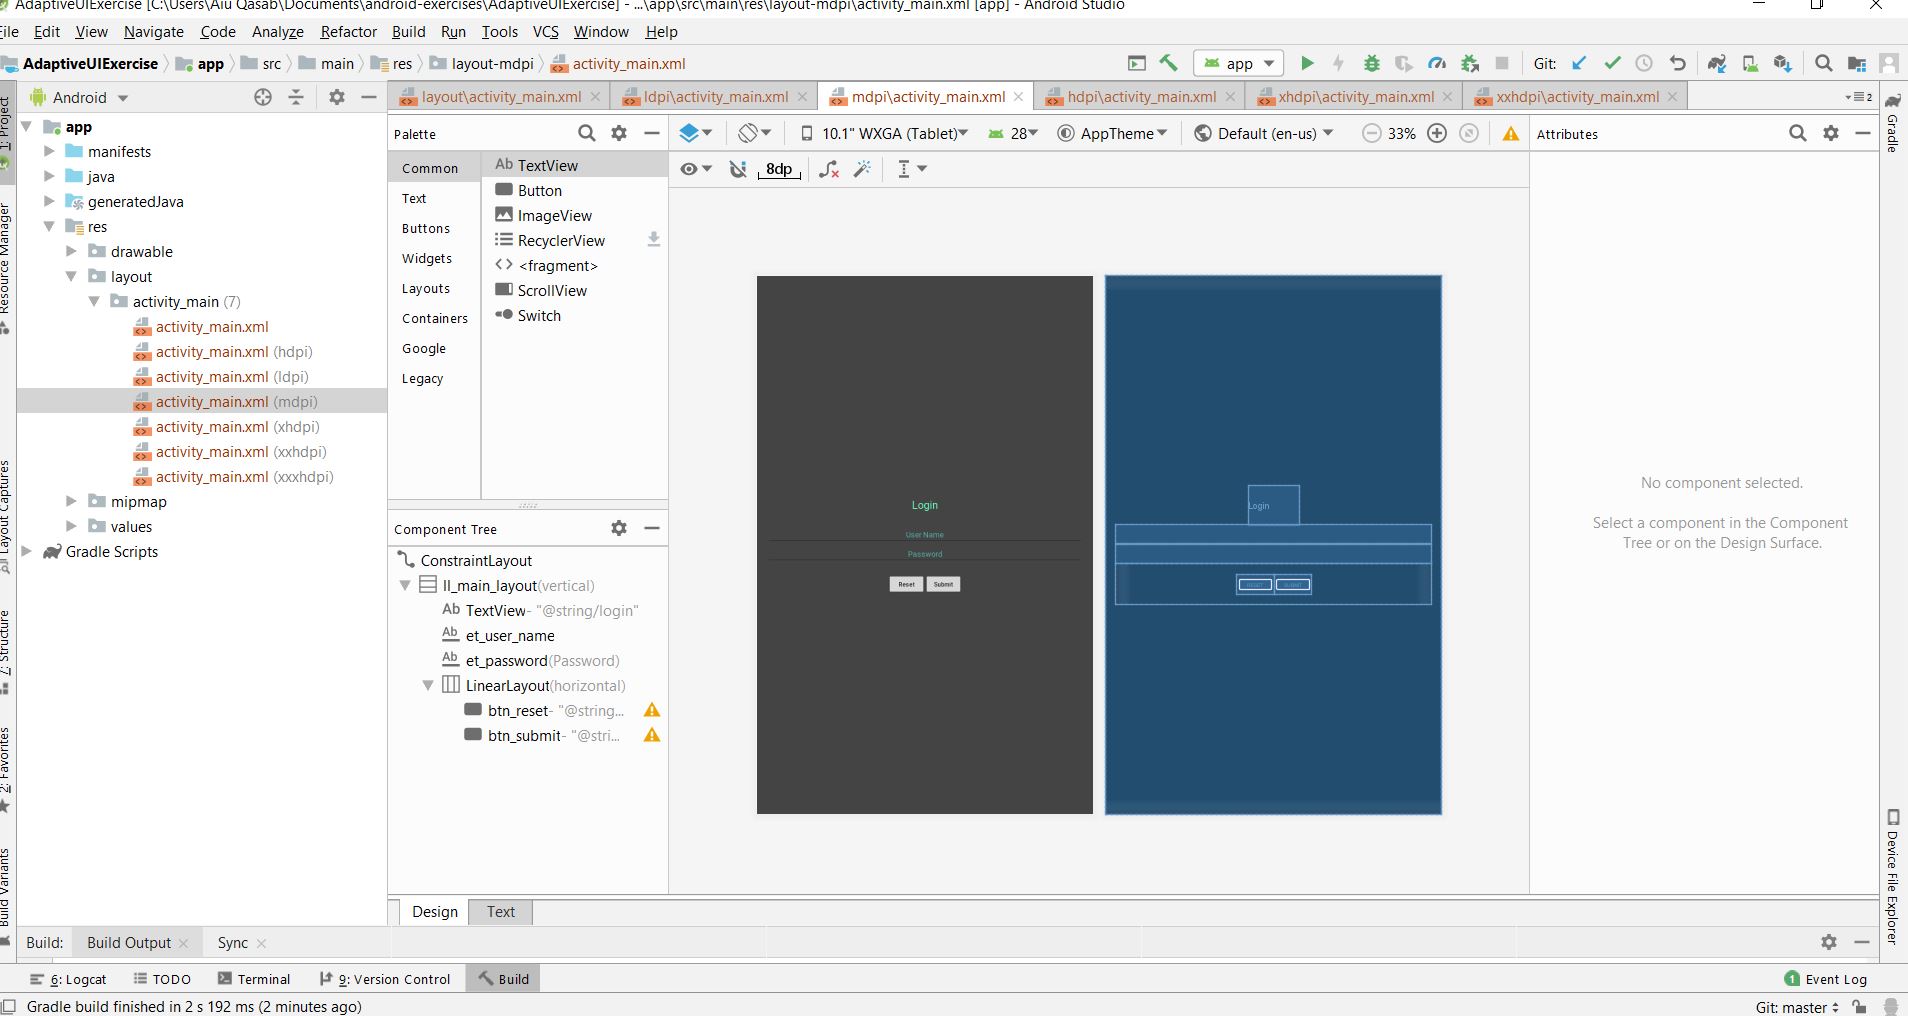 AdaptiveUIExercise [C:\Users\Aiu Qasab\Documents\android-exercises\AdaptiveUIExercise] - ...\app\src\main\res\layout-mdpi\activity_main.xml [app] - Android Studio
File Edit View Navigate Code Analyze Refactor Build Run Tools VCS Window Help
AdaptiveUIExercise app src main res layout-mdpi activity_main.xml
app
Git:
1: Project
Resource Manager
Layout Captures
7: Structure
2: Favorites
Build Variants
Android
app
manifests
java
generatedJava
res
drawable
layout
activity_main (7)
activity_main.xml
activity_main.xml (hdpi)
activity_main.xml (ldpi)
activity_main.xml (mdpi)
activity_main.xml (xhdpi)
activity_main.xml (xxhdpi)
activity_main.xml (xxxhdpi)
mipmap
values
Gradle Scripts
layout\activity_main.xml ldpi\activity_main.xml mdpi\activity_main.xml hdpi\activity_main.xml xhdpi\activity_main.xml xxhdpi\activity_main.xml
2
Palette
Common
Text
Buttons
Widgets
Layouts
Containers
Google
Legacy
Ab TextView
Button
ImageView
RecyclerView
<fragment>
ScrollView
Switch
Component Tree
ConstraintLayout
ll_main_layout(vertical)
Ab TextView- "@string/login"
Ab et_user_name
Ab et_password(Password)
LinearLayout(horizontal)
btn_reset- "@string...
btn_submit- "@stri...
10.1" WXGA (Tablet) 28 AppTheme Default (en-us) 33%
8dp
Login
User Name
Password
Reset Submit
Login
RESET SUBMIT
Design Text
Attributes
No component selected.
Select a component in the Component
Tree or on the Design Surface.
Gradle
Device File Explorer
Build: Build Output Sync
6: Logcat TODO Terminal 9: Version Control Build
1 Event Log
Gradle build finished in 2 s 192 ms (2 minutes ago)
Git: master